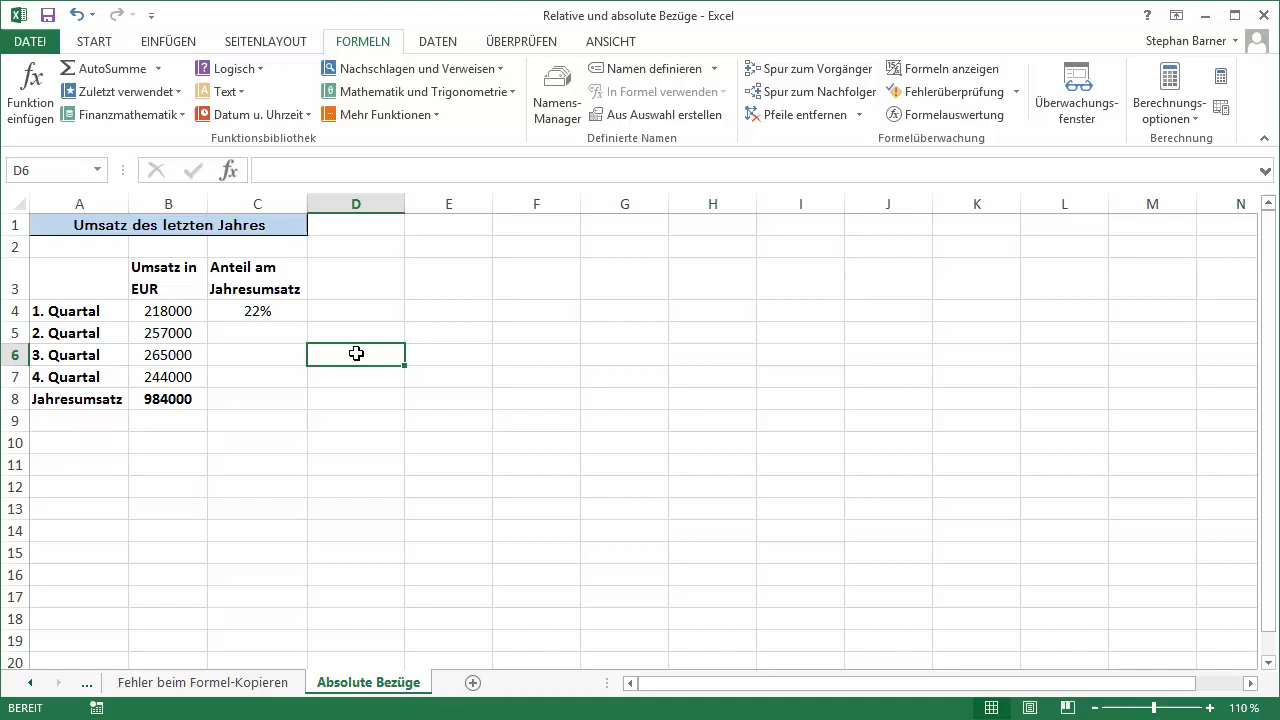 Relative und absolute Bezüge - Excel
?
DATEI START EINFÜGEN SEITENLAYOUT FORMELN DATEN ÜBERPRÜFEN ANSICHT Stephan Barner
fx Funktion einfügen
AutoSumme
Zuletzt verwendet
Finanzmathematik
Logisch
Text
Datum u. Uhrzeit
Nachschlagen und Verweisen
Mathematik und Trigonometrie
Mehr Funktionen
Funktionsbibliothek
Namens-
Manager
Namen definieren
In Formel verwenden
Aus Auswahl erstellen
Definierte Namen
Spur zum Vorgänger
Spur zum Nachfolger
Pfeile entfernen
Formeln anzeigen
Fehlerüberprüfung
Formelauswertung
Überwachungs-
fenster
Formelüberwachung
Berechnungs-
optionen
Berechnung
D6 fx
A B C D E F G H I J K L M N
1 Umsatz des letzten Jahres
2
3 Umsatz in EUR Anteil am Jahresumsatz
4 1. Quartal 218000 22%
5 2. Quartal 257000
6 3. Quartal 265000
7 4. Quartal 244000
8 Jahresumsatz 984000
9
10
11
12
13
14
15
16
17
18
19
20
... Fehler beim Formel-Kopieren Absolute Bezüge
BEREIT 110 %